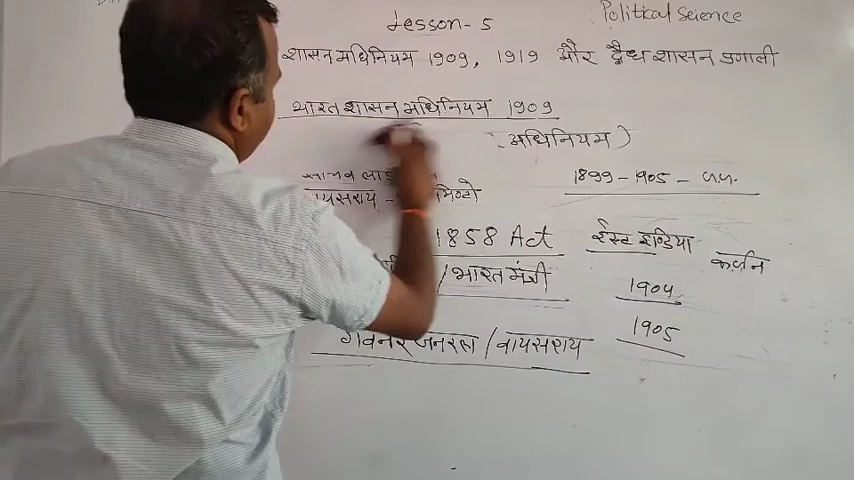 Political Science
Lesson - 5
शासन अधिनियम 1909, 1919 और द्वैध शासन प्रणाली
भारत शासन अधिनियम 1909
अधिनियम )
1899 - 1905 -
1858 Act ईस्ट इण्डिया
/ भारत मंत्री कर्जन
1904
1905
गवर्नर जनरल / वायसराय